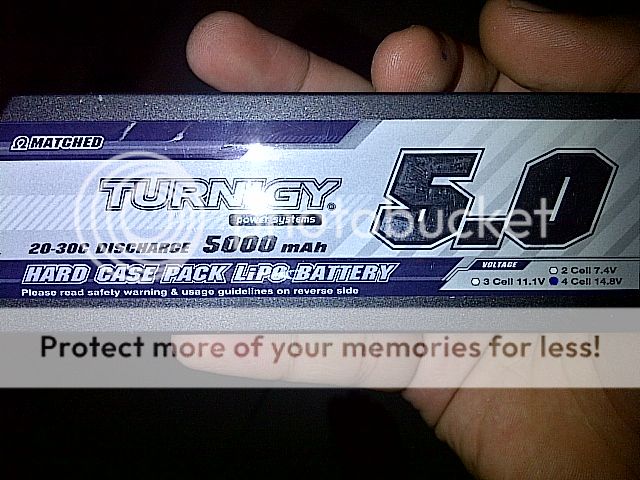 Ω MATCHED
TURNIGY®
power systems
5.0
20-30C DISCHARGE 5000 mAh
HARD CASE PACK LiPO BATTERY
Please read safety warning & usage guidelines on reverse side
VOLTAGE
2 Cell 7.4V
3 Cell 11.1V 4 Cell 14.8V
photobucket
Protect more of your memories for less!